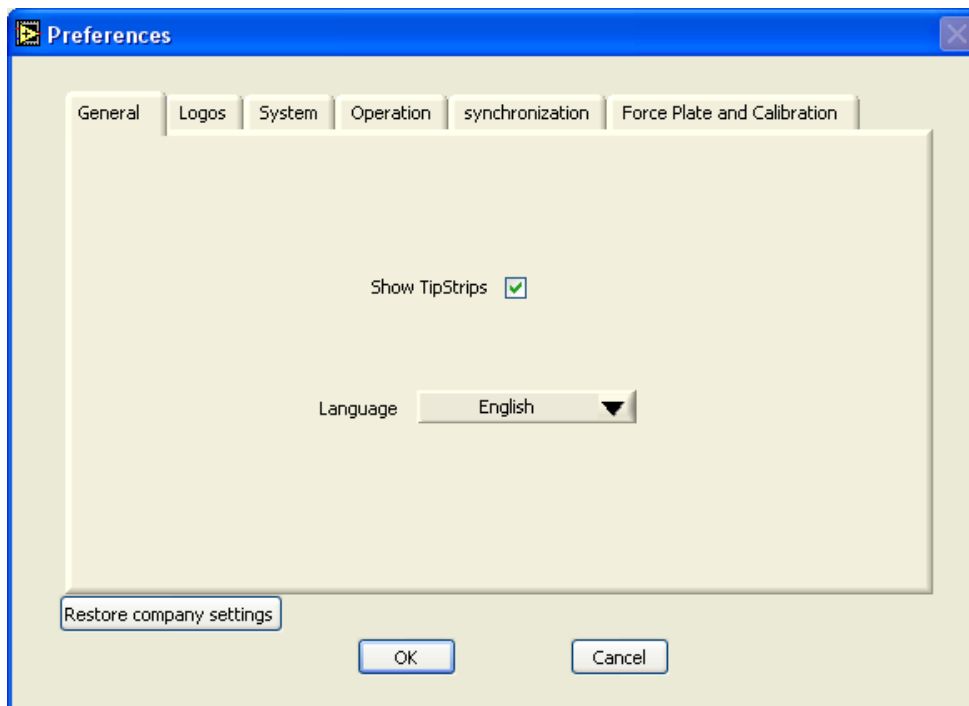 Preferences
General Logos System Operation synchronization Force Plate and Calibration
Show TipStrips
Language English
Restore company settings
OK Cancel